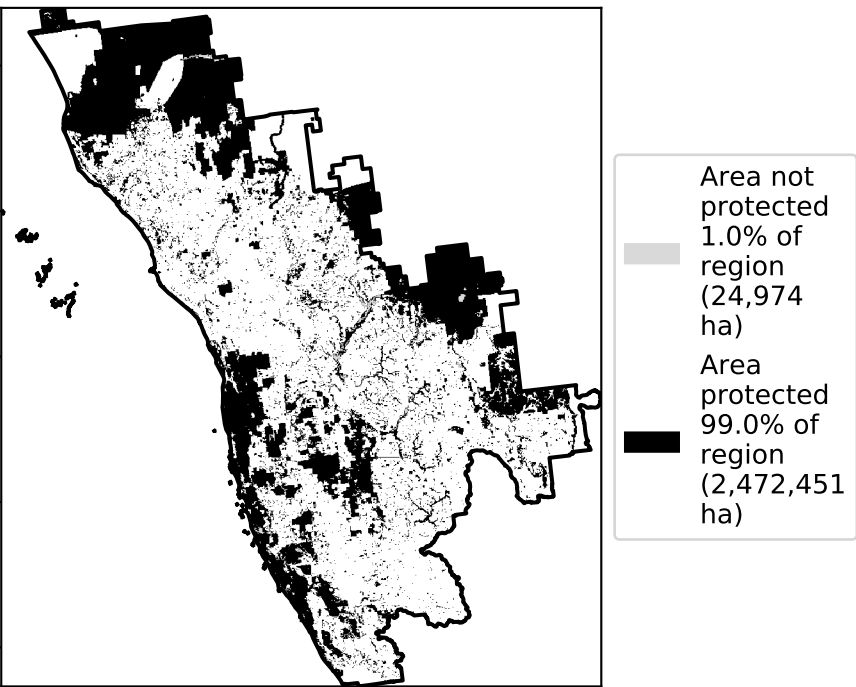 Area not
protected
1.0% of
region
(24,974
ha)
Area
protected
99.0% of
region
(2,472,451
ha)